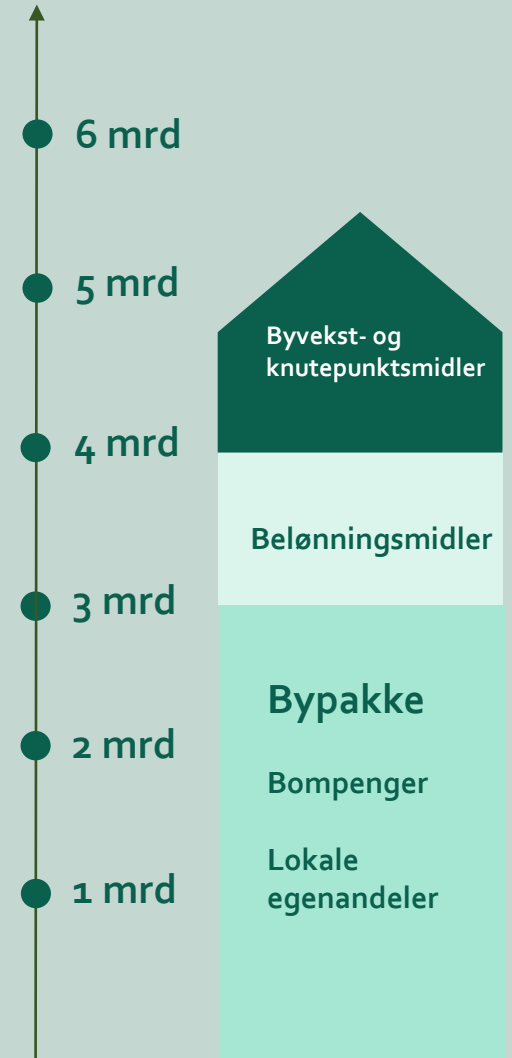 6 mrd
5 mrd
4 mrd
3 mrd
2 mrd
1 mrd
Byvekst- og
knutepunktsmidler
Belønningsmidler
Bypakke
Bompenger
Lokale
egenandeler